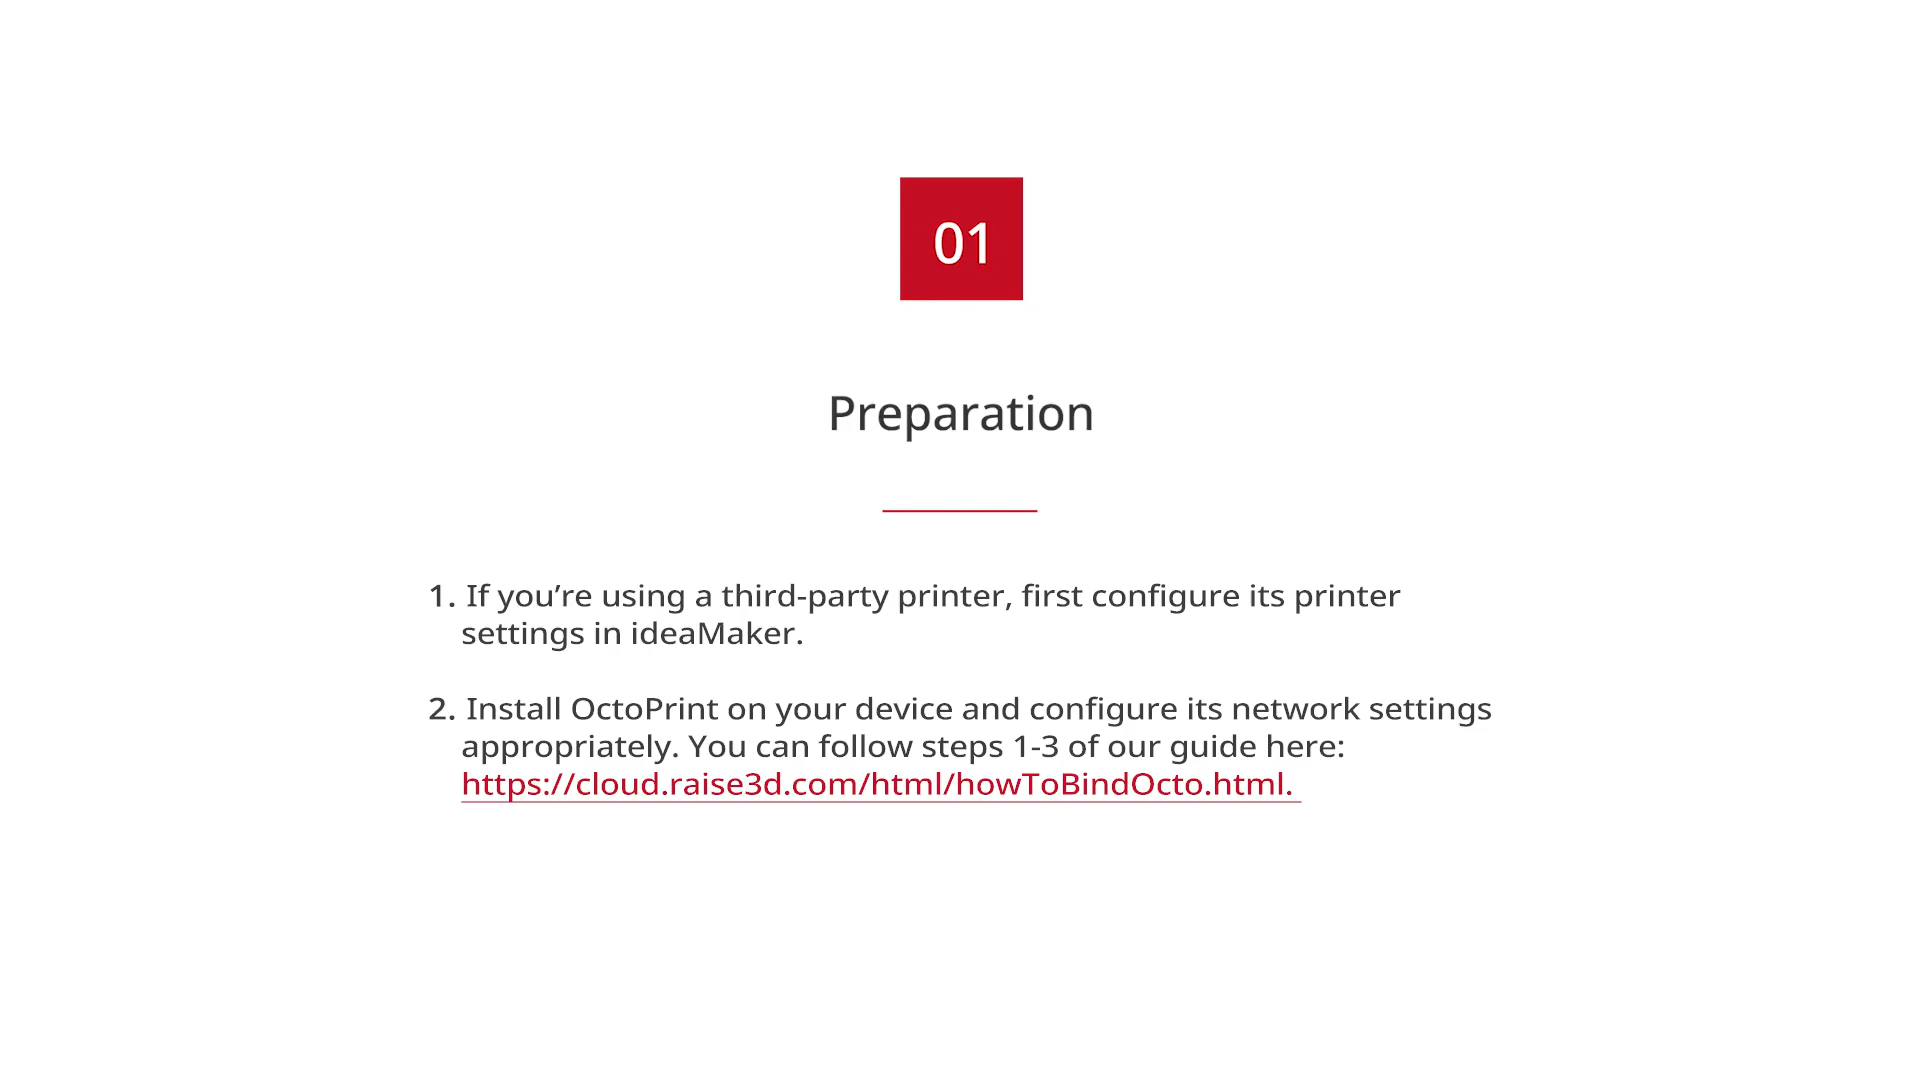 01
Preparation
1. If you’re using a third-party printer, first configure its printer
settings in ideaMaker.
2. Install OctoPrint on your device and configure its network settings
appropriately. You can follow steps 1-3 of our guide here:
https://cloud.raise3d.com/html/howToBindOcto.html.